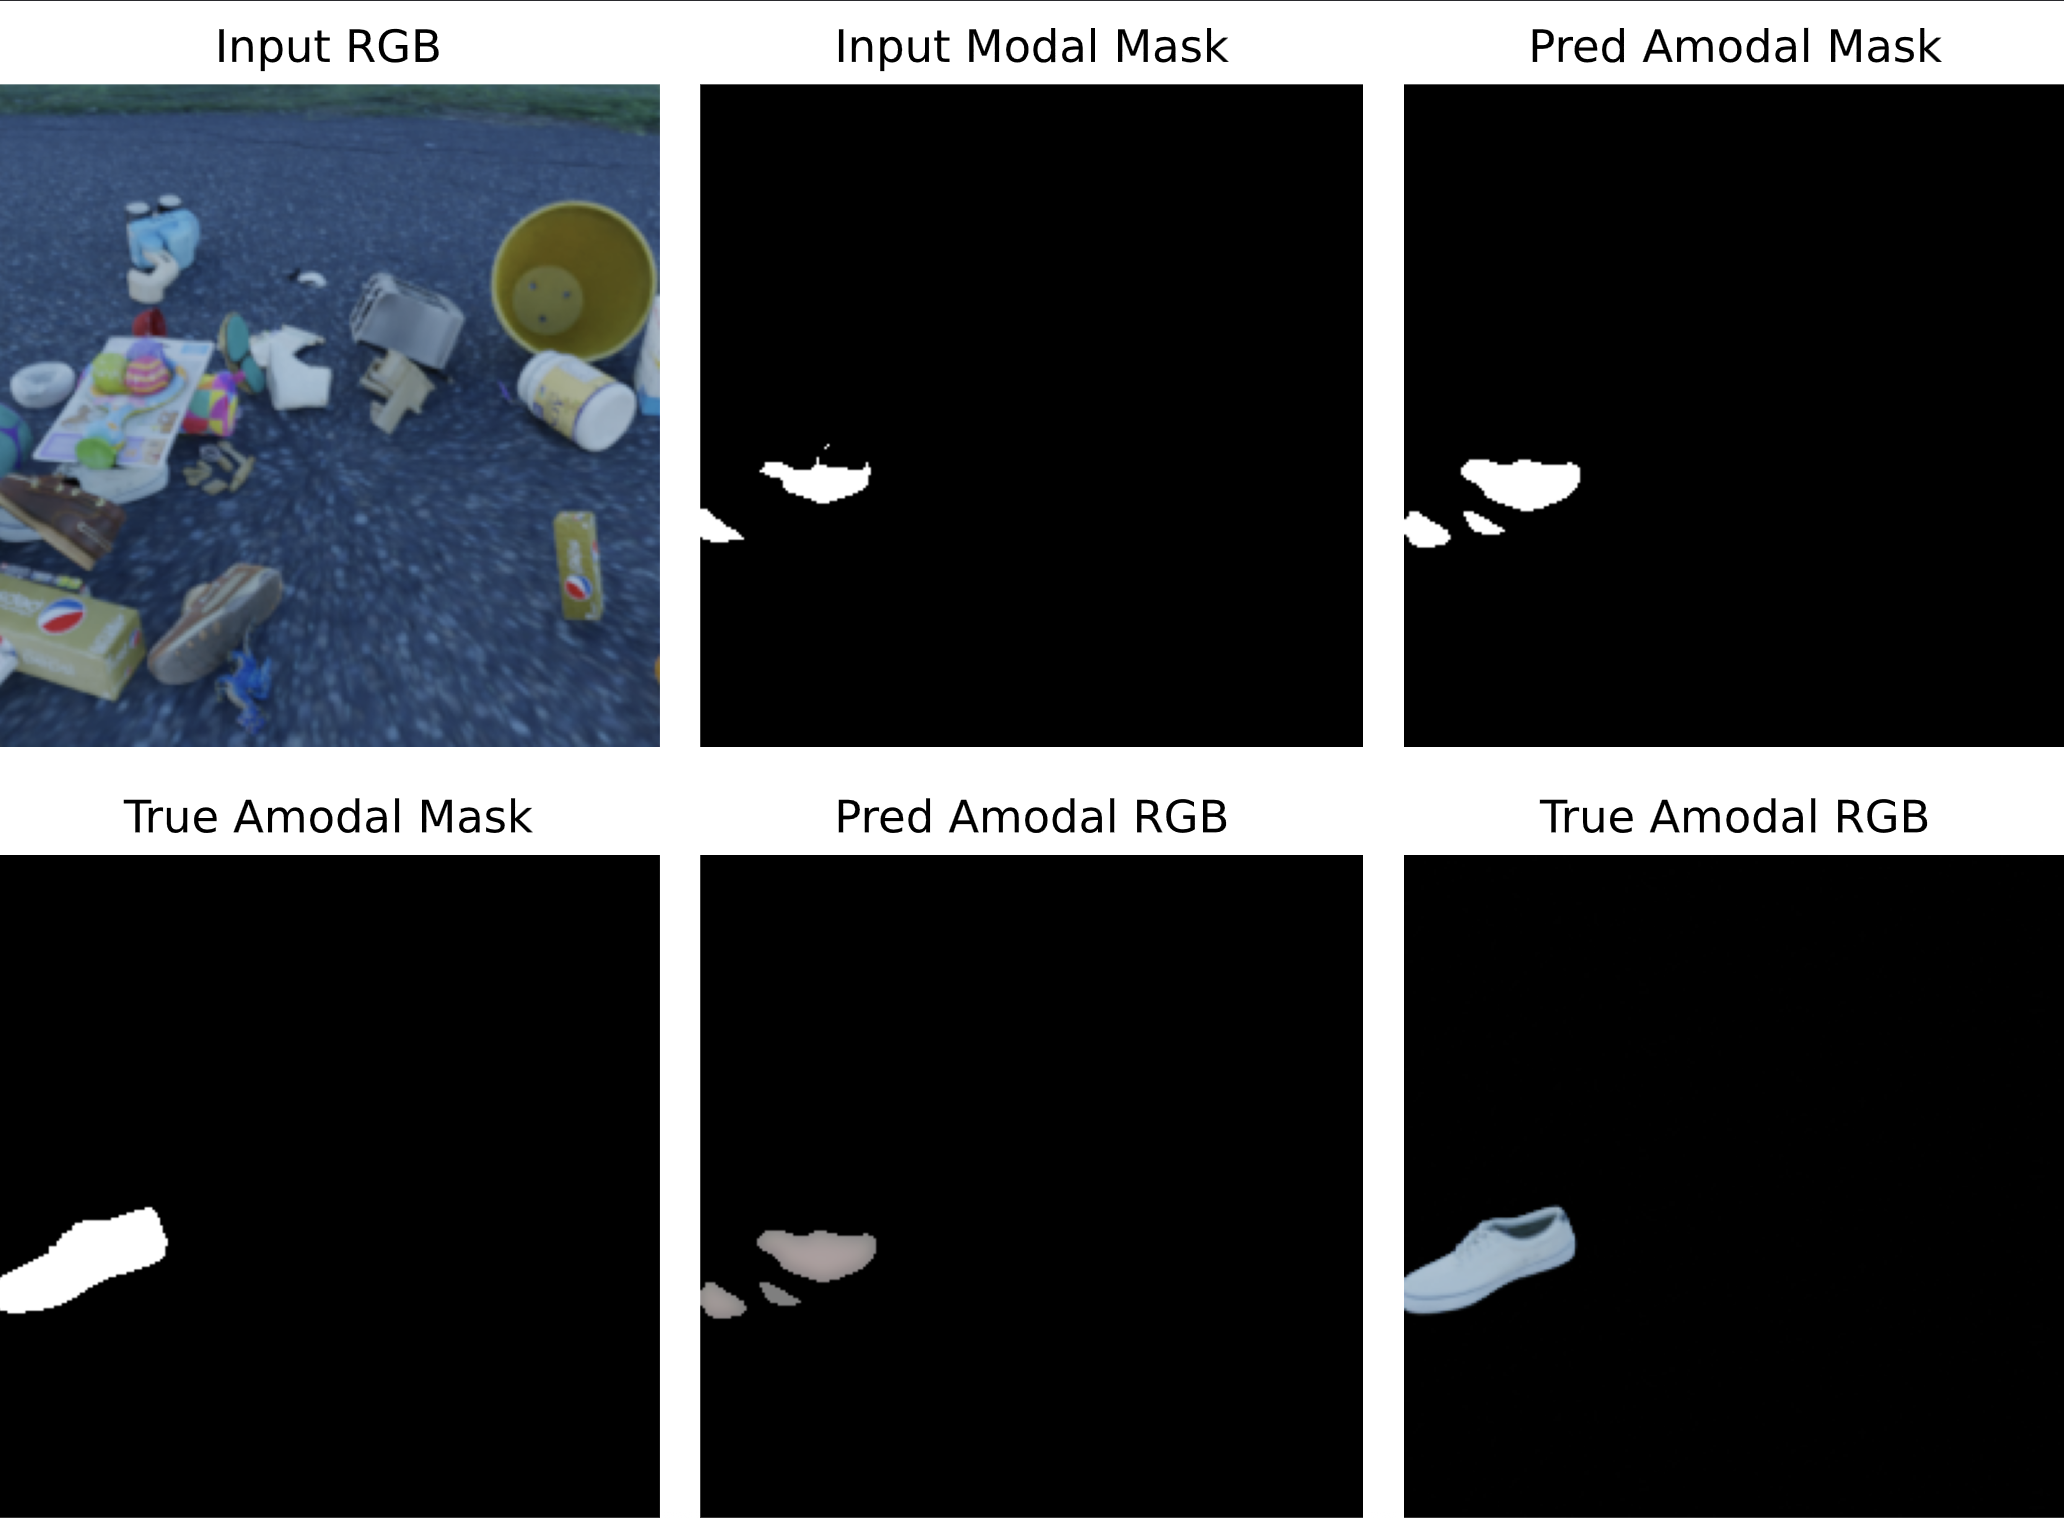 Input RGB
Input Modal Mask
Pred Amodal Mask
True Amodal Mask
Pred Amodal RGB
True Amodal RGB